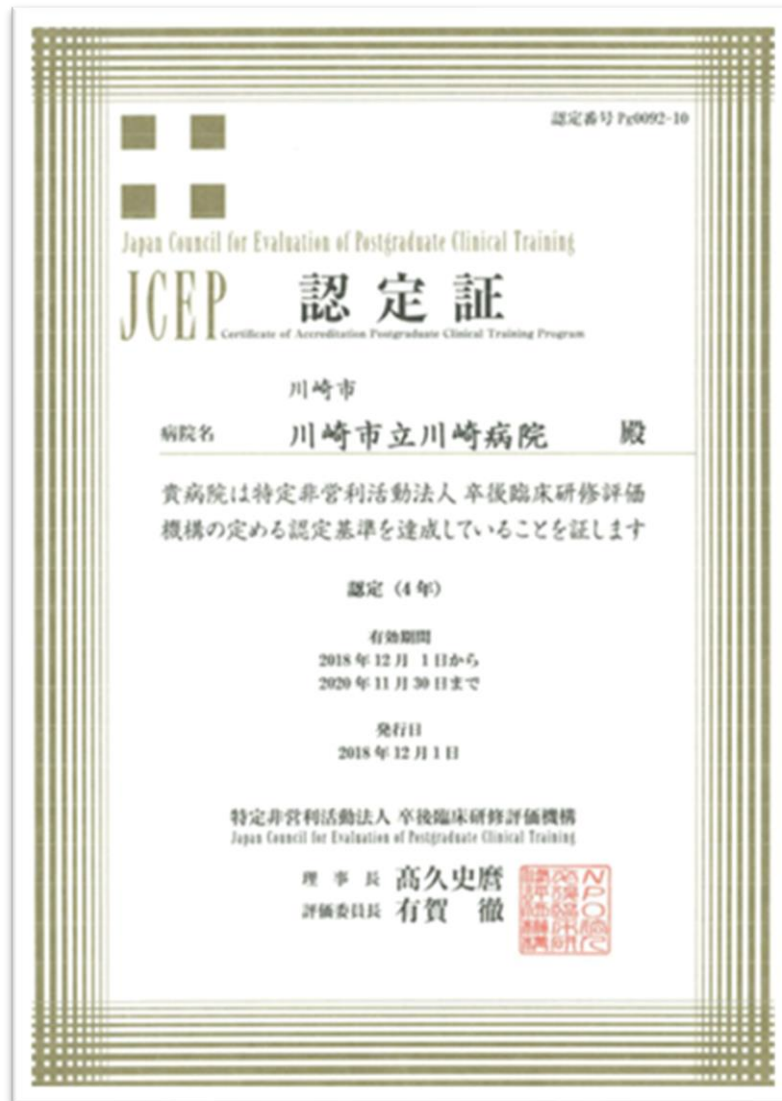 認定番号 Pg0092-10
Japan Council for Evaluation of Postgraduate Clinical Training
JCEP 認定証
Certificate of Accreditation Postgraduate Clinical Training Program
川崎市
病院名 川崎市立川崎病院 殿
貴病院は特定非営利活動法人 卒後臨床研修評価
機構の定める認定基準を達成していることを証します
認定（4年）
有効期間
2018年12月 1日から
2020年11月30日まで
発行日
2018年12月1日
特定非営利活動法人 卒後臨床研修評価機構
Japan Council for Evaluation of Postgraduate Clinical Training
理事長 髙久史麿
評価委員長 有賀 徹